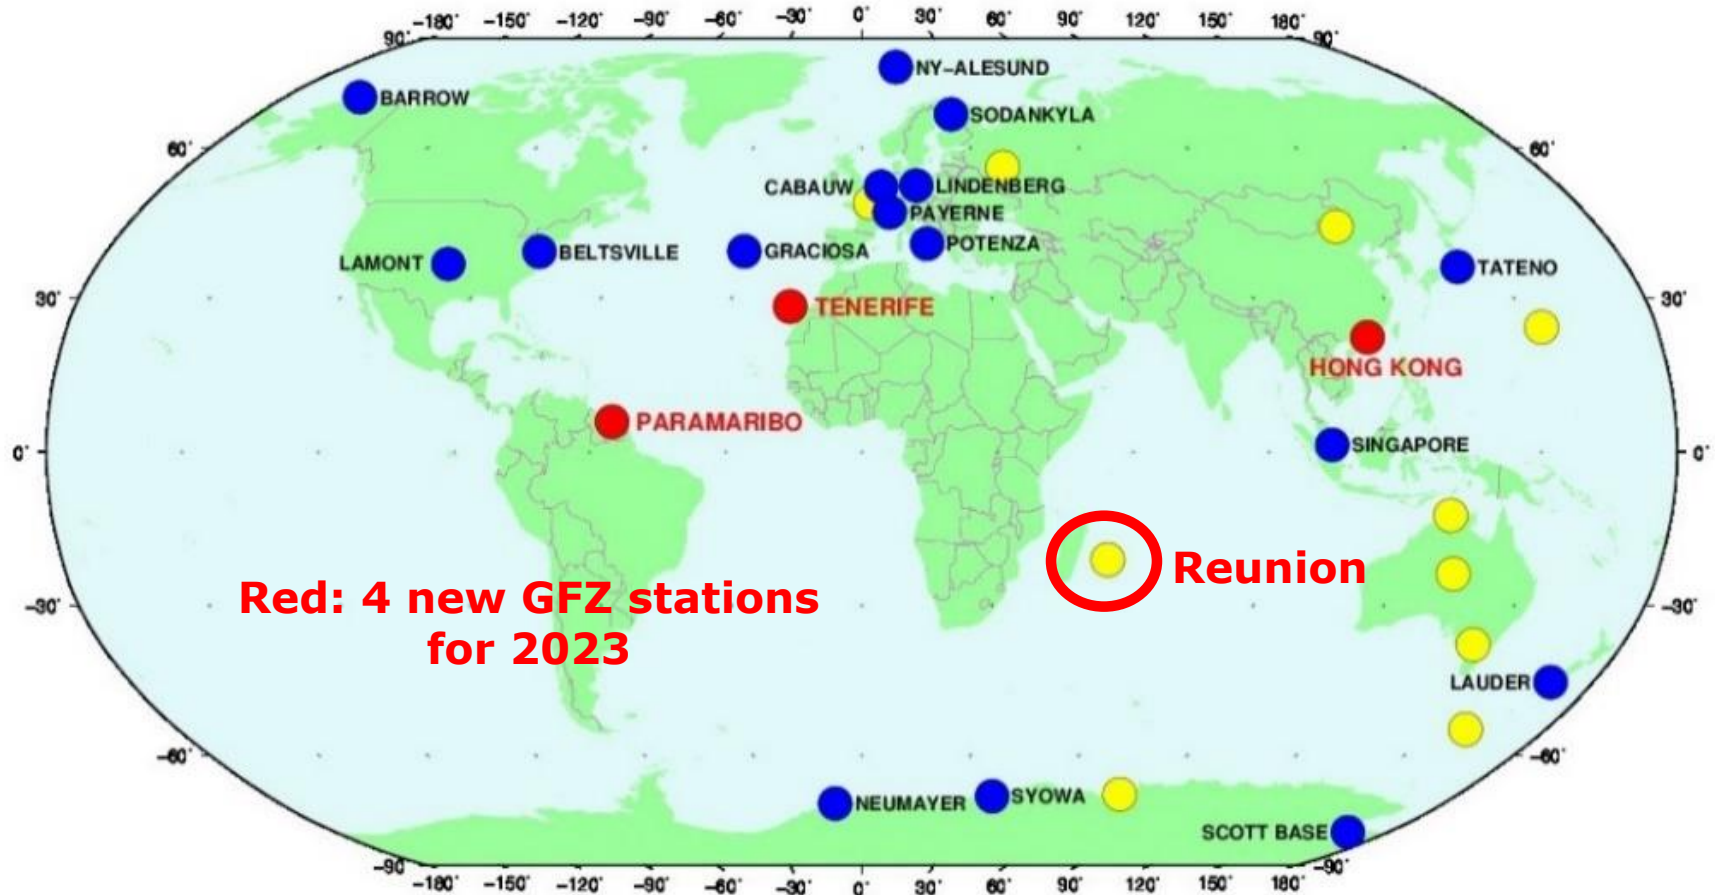 -180° -150° -120° -90° -60° -30° 0° 30° 60° 90° 120° 150° 180°
90° 90°
NY-ALESUND
BARROW
SODANKYLA
60° 60°
CABAUW LINDENBERG
PAYERNE
POTENZA
LAMONT BELTSVILLE GRACIOSA TATENO
30° 30°
TENERIFE
HONG KONG
PARAMARIBO
SINGAPORE
0° 0°
Reunion
Red: 4 new GFZ stations
for 2023
-30° -30°
LAUDER
-60° -60°
NEUMAYER SYOWA
SCOTT BASE
-90° -90°
-180° -150° -120° -90° -60° -30° 0° 30° 60° 90° 120° 150° 180°